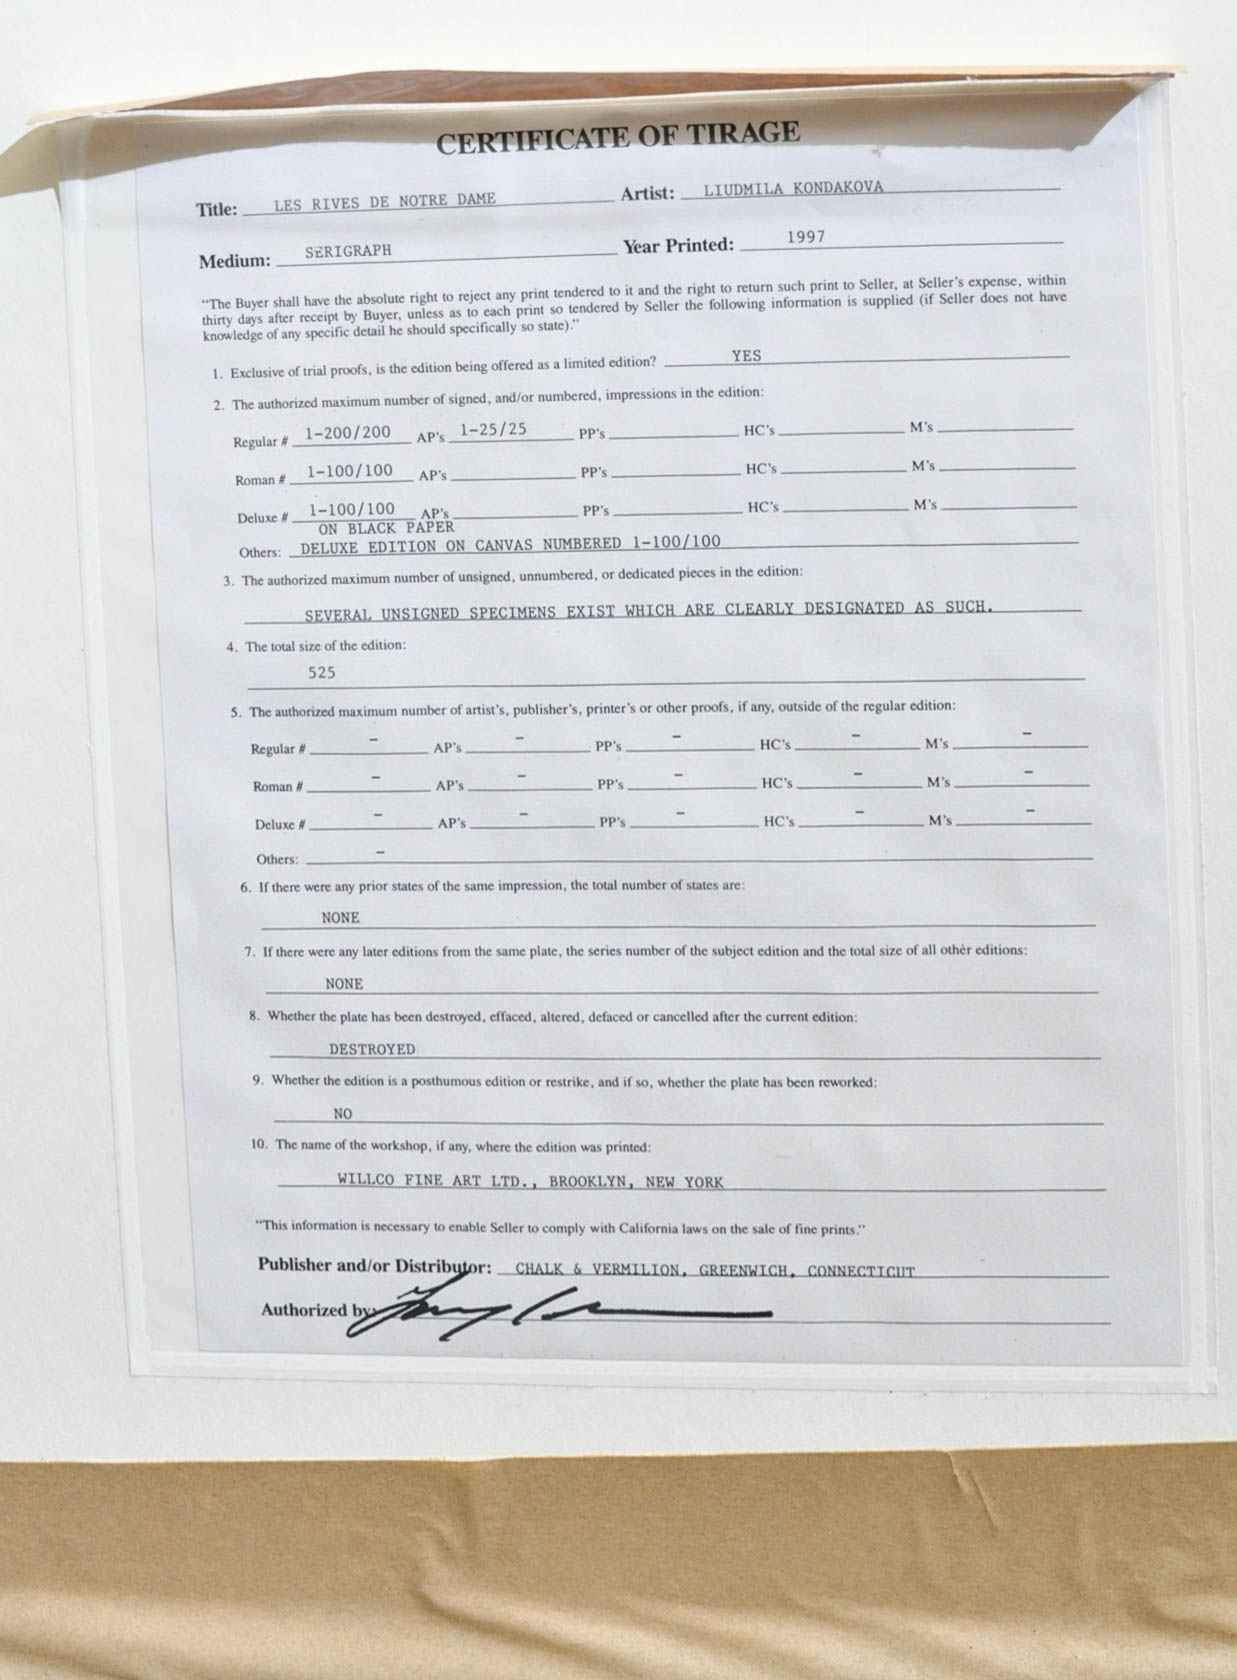 CERTIFICATE OF TIRAGE
Title: LES RIVES DE NOTRE DAME Artist: LIUDMILA KONDAKOVA
Medium: SERIGRAPH Year Printed: 1997
"The Buyer shall have the absolute right to reject any print tendered to it and the right to return such print to Seller, at Seller's expense, within
thirty days after receipt by Buyer, unless as to each print so tendered by Seller the following information is supplied (if Seller does not have
knowledge of any specific detail he should specifically so state)."
1. Exclusive of trial proofs, is the edition being offered as a limited edition? YES
2. The authorized maximum number of signed, and/or numbered, impressions in the edition:
Regular # 1-200/200 AP's 1-25/25 PP's HC's M's
Roman # 1-100/100 AP's PP's HC's M's
Deluxe # 1-100/100 AP's PP's HC's M's
ON BLACK PAPER
Others: DELUXE EDITION ON CANVAS NUMBERED 1-100/100
3. The authorized maximum number of unsigned, unnumbered, or dedicated pieces in the edition:
SEVERAL UNSIGNED SPECIMENS EXIST WHICH ARE CLEARLY DESIGNATED AS SUCH.
4. The total size of the edition:
525
5. The authorized maximum number of artist's, publisher's, printer's or other proofs, if any, outside of the regular edition:
Regular # - AP's - PP's - HC's - M's -
Roman # - AP's - PP's - HC's - M's -
Deluxe # - AP's - PP's - HC's - M's -
Others: -
6. If there were any prior states of the same impression, the total number of states are:
NONE
7. If there were any later editions from the same plate, the series number of the subject edition and the total size of all other editions:
NONE
8. Whether the plate has been destroyed, effaced, altered, defaced or cancelled after the current edition:
DESTROYED
9. Whether the edition is a posthumous edition or restrike, and if so, whether the plate has been reworked:
NO
10. The name of the workshop, if any, where the edition was printed:
WILLCO FINE ART LTD., BROOKLYN, NEW YORK
"This information is necessary to enable Seller to comply with California laws on the sale of fine prints."
Publisher and/or Distributor: CHALK & VERMILION, GREENWICH, CONNECTICUT
Authorized by: